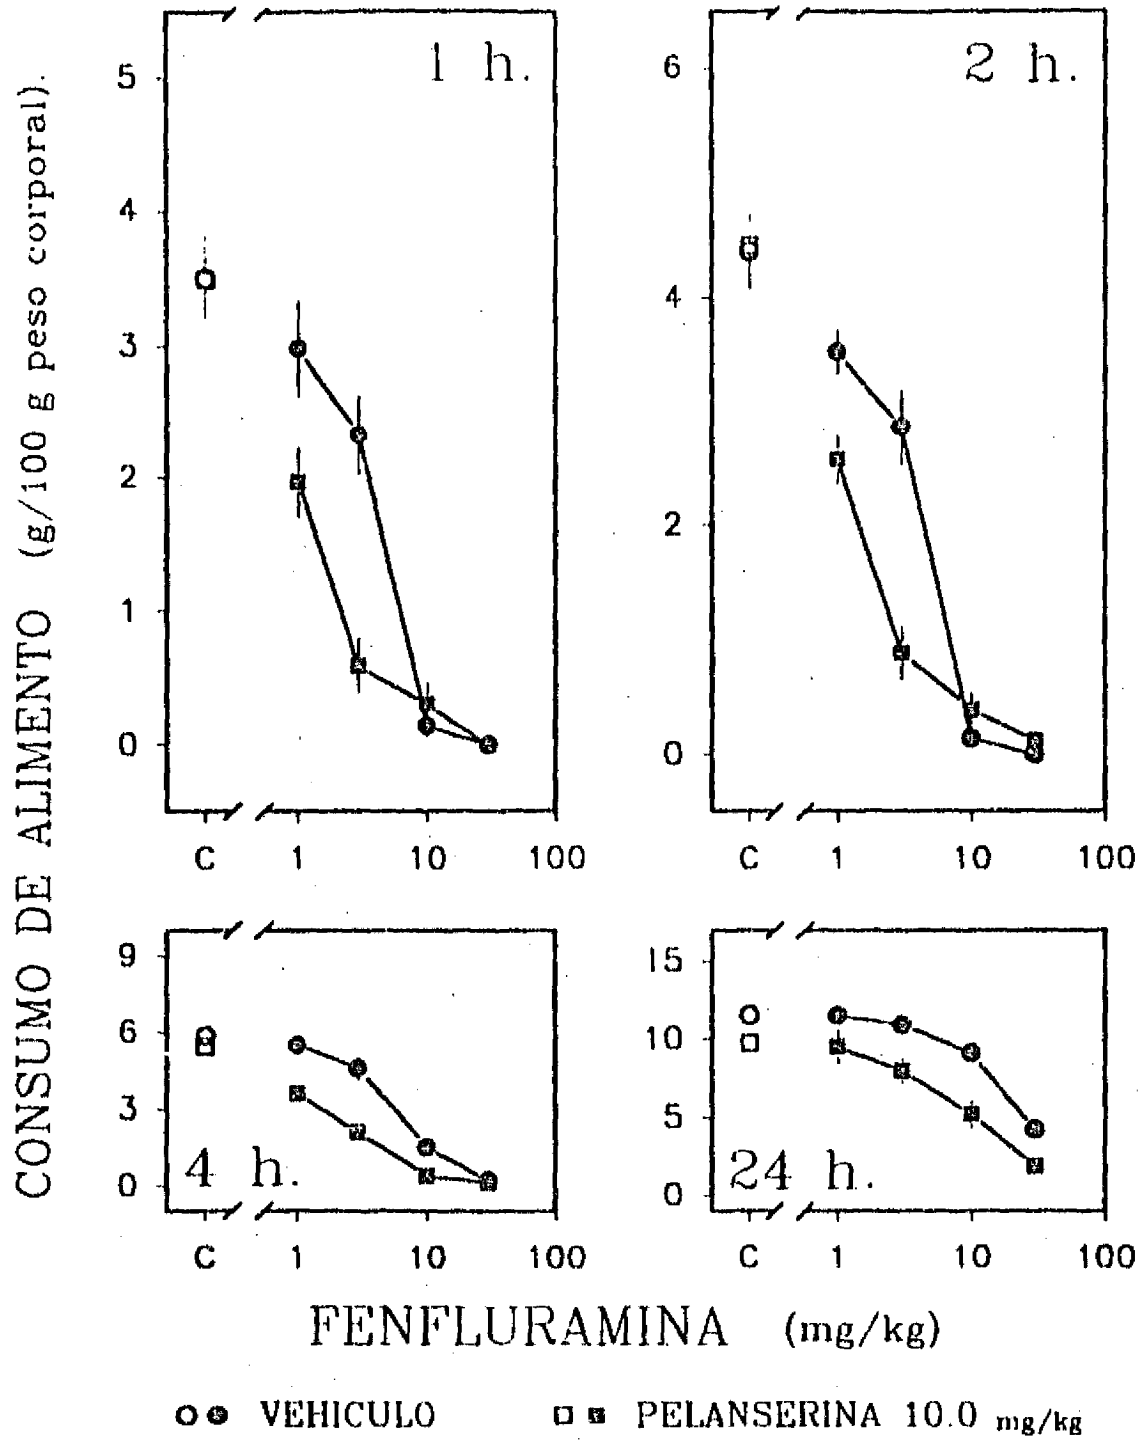 CONSUMO DE ALIMENTO (g/100 g peso corporal).
1 h.
5
4
3
2
1
0
C 1 10 100
2 h.
6
4
2
0
C 1 10 100
9
6
3
0
4 h.
C 1 10 100
15
10
5
0
24 h.
C 1 10 100
FENFLURAMINA (mg/kg)
VEHICULO
PELANSERINA 10.0 mg/kg